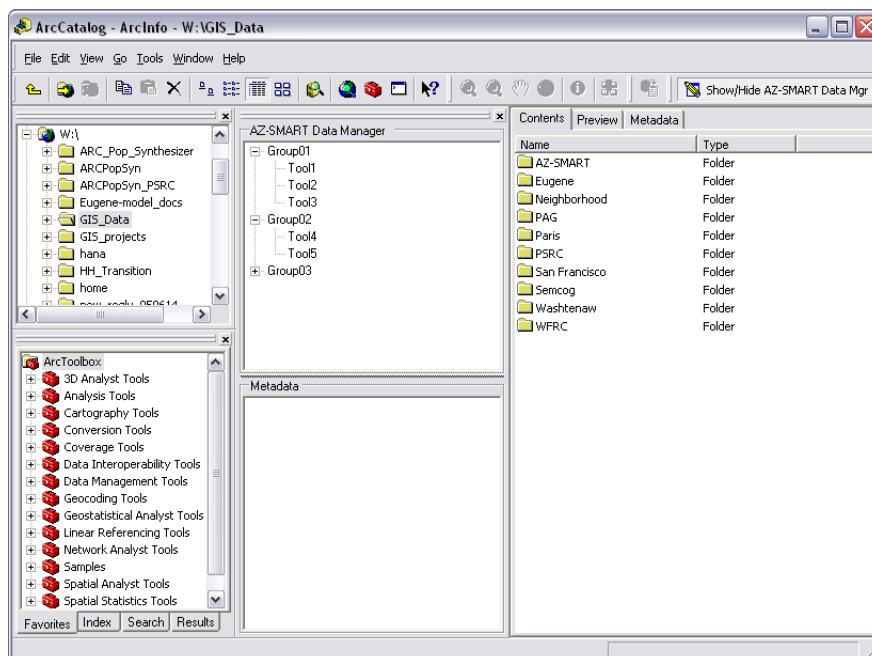 ArcCatalog - ArcInfo - W:\GIS_Data
File Edit View Go Tools Window Help
Show/Hide AZ-SMART Data Mgr
W:\
ARC_Pop_Synthesizer
ARCPopSyn
ARCPopSyn_PSRC
Eugene-model_docs
GIS_Data
GIS_projects
hana
HH_Transition
home
ArcToolbox
3D Analyst Tools
Analysis Tools
Cartography Tools
Conversion Tools
Coverage Tools
Data Interoperability Tools
Data Management Tools
Geocoding Tools
Geostatistical Analyst Tools
Linear Referencing Tools
Network Analyst Tools
Samples
Spatial Analyst Tools
Spatial Statistics Tools
Favorites Index Search Results
AZ-SMART Data Manager
Group01
Tool1
Tool2
Tool3
Group02
Tool4
Tool5
Group03
Metadata
Contents Preview Metadata
Name Type
AZ-SMART Folder
Eugene Folder
Neighborhood Folder
PAG Folder
Paris Folder
PSRC Folder
San Francisco Folder
Semcog Folder
Washtenaw Folder
WFRC Folder